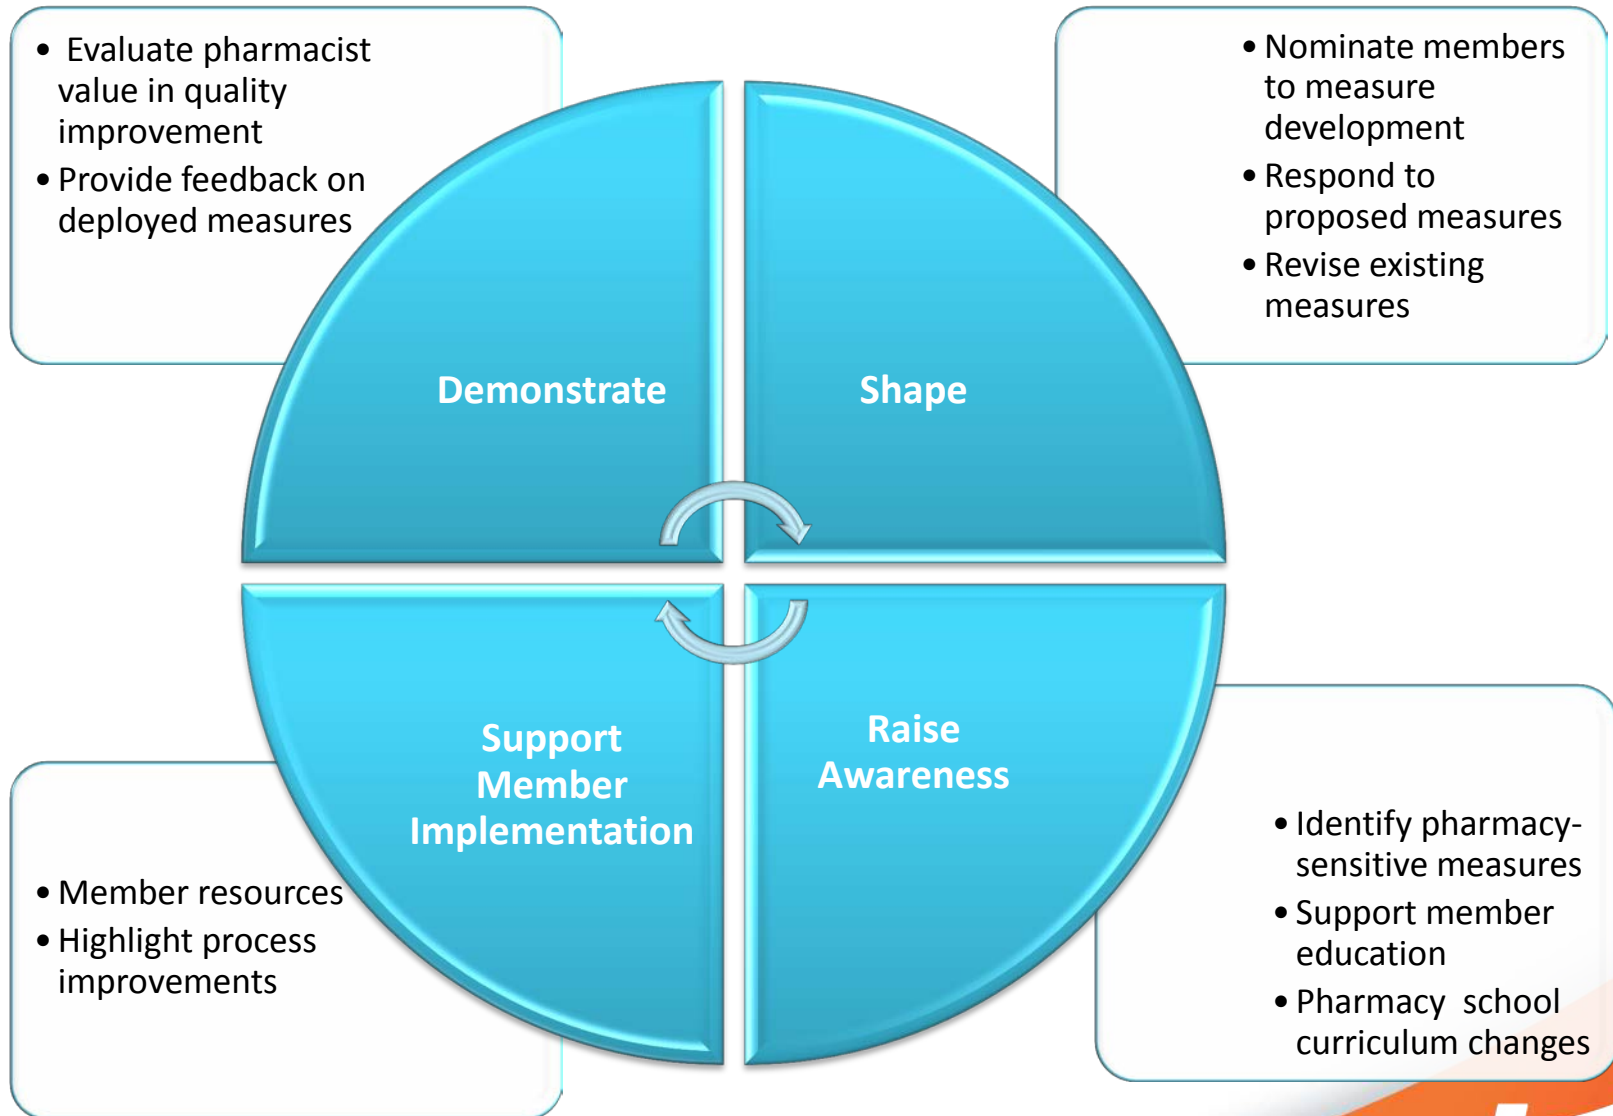 • Evaluate pharmacist
value in quality
improvement
• Provide feedback on
deployed measures
• Nominate members
to measure
development
• Respond to
proposed measures
• Revise existing
measures
Demonstrate
Shape
Support
Member
Implementation
Raise
Awareness
• Member resources
• Highlight process
improvements
• Identify pharmacy-
sensitive measures
• Support member
education
• Pharmacy school
curriculum changes